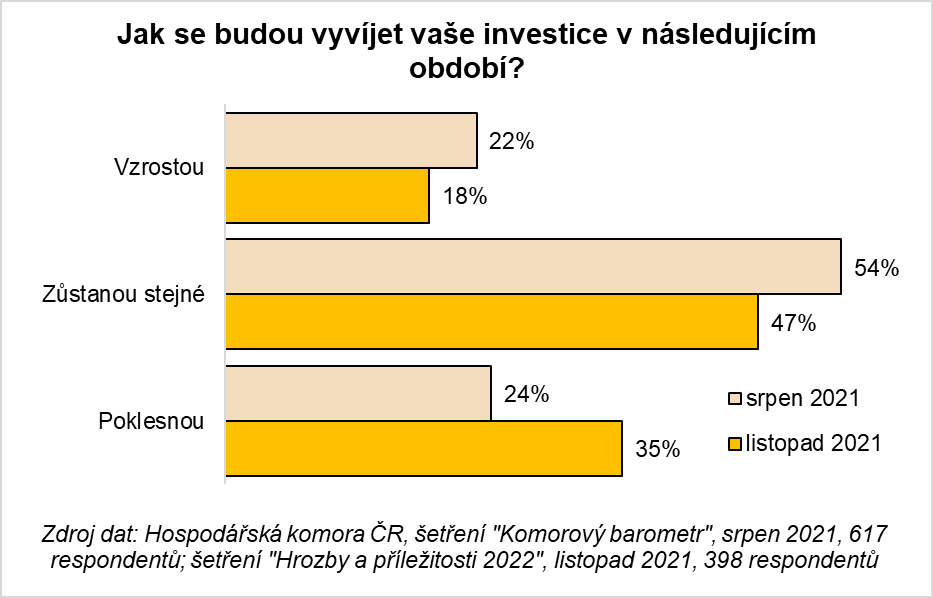 Jak se budou vyvíjet vaše investice v následujícím
období?
Vzrostou
22%
18%
Zůstanou stejné
54%
47%
Poklesnou
24%
35%
srpen 2021
listopad 2021
Zdroj dat: Hospodářská komora ČR, šetření "Komorový barometr", srpen 2021, 617
respondentů; šetření "Hrozby a příležitosti 2022", listopad 2021, 398 respondentů